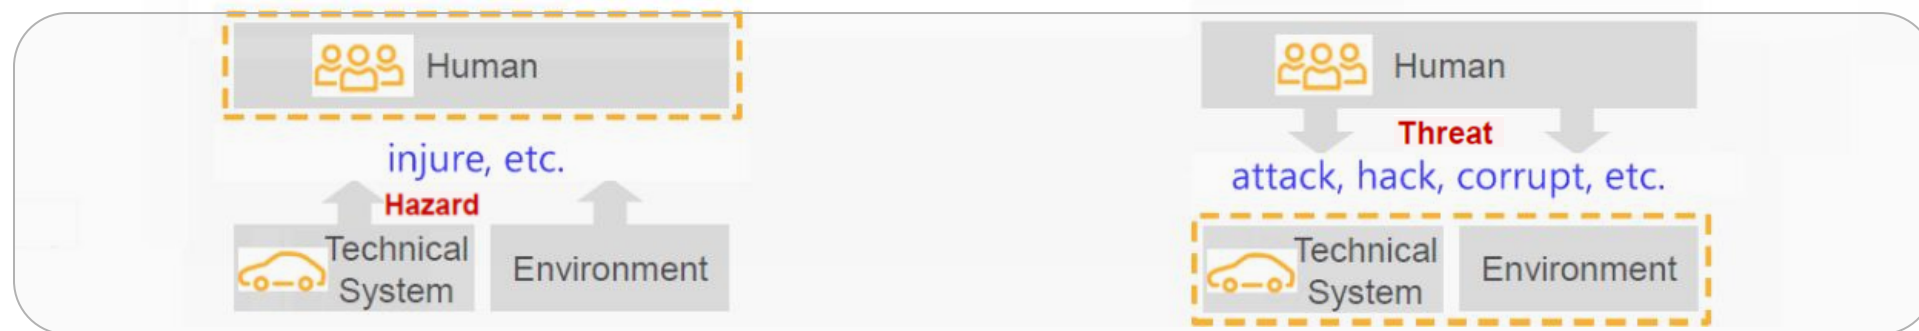 Human
injure, etc.
Hazard
Technical
System
Environment
Human
Threat
attack, hack, corrupt, etc.
Technical
System
Environment